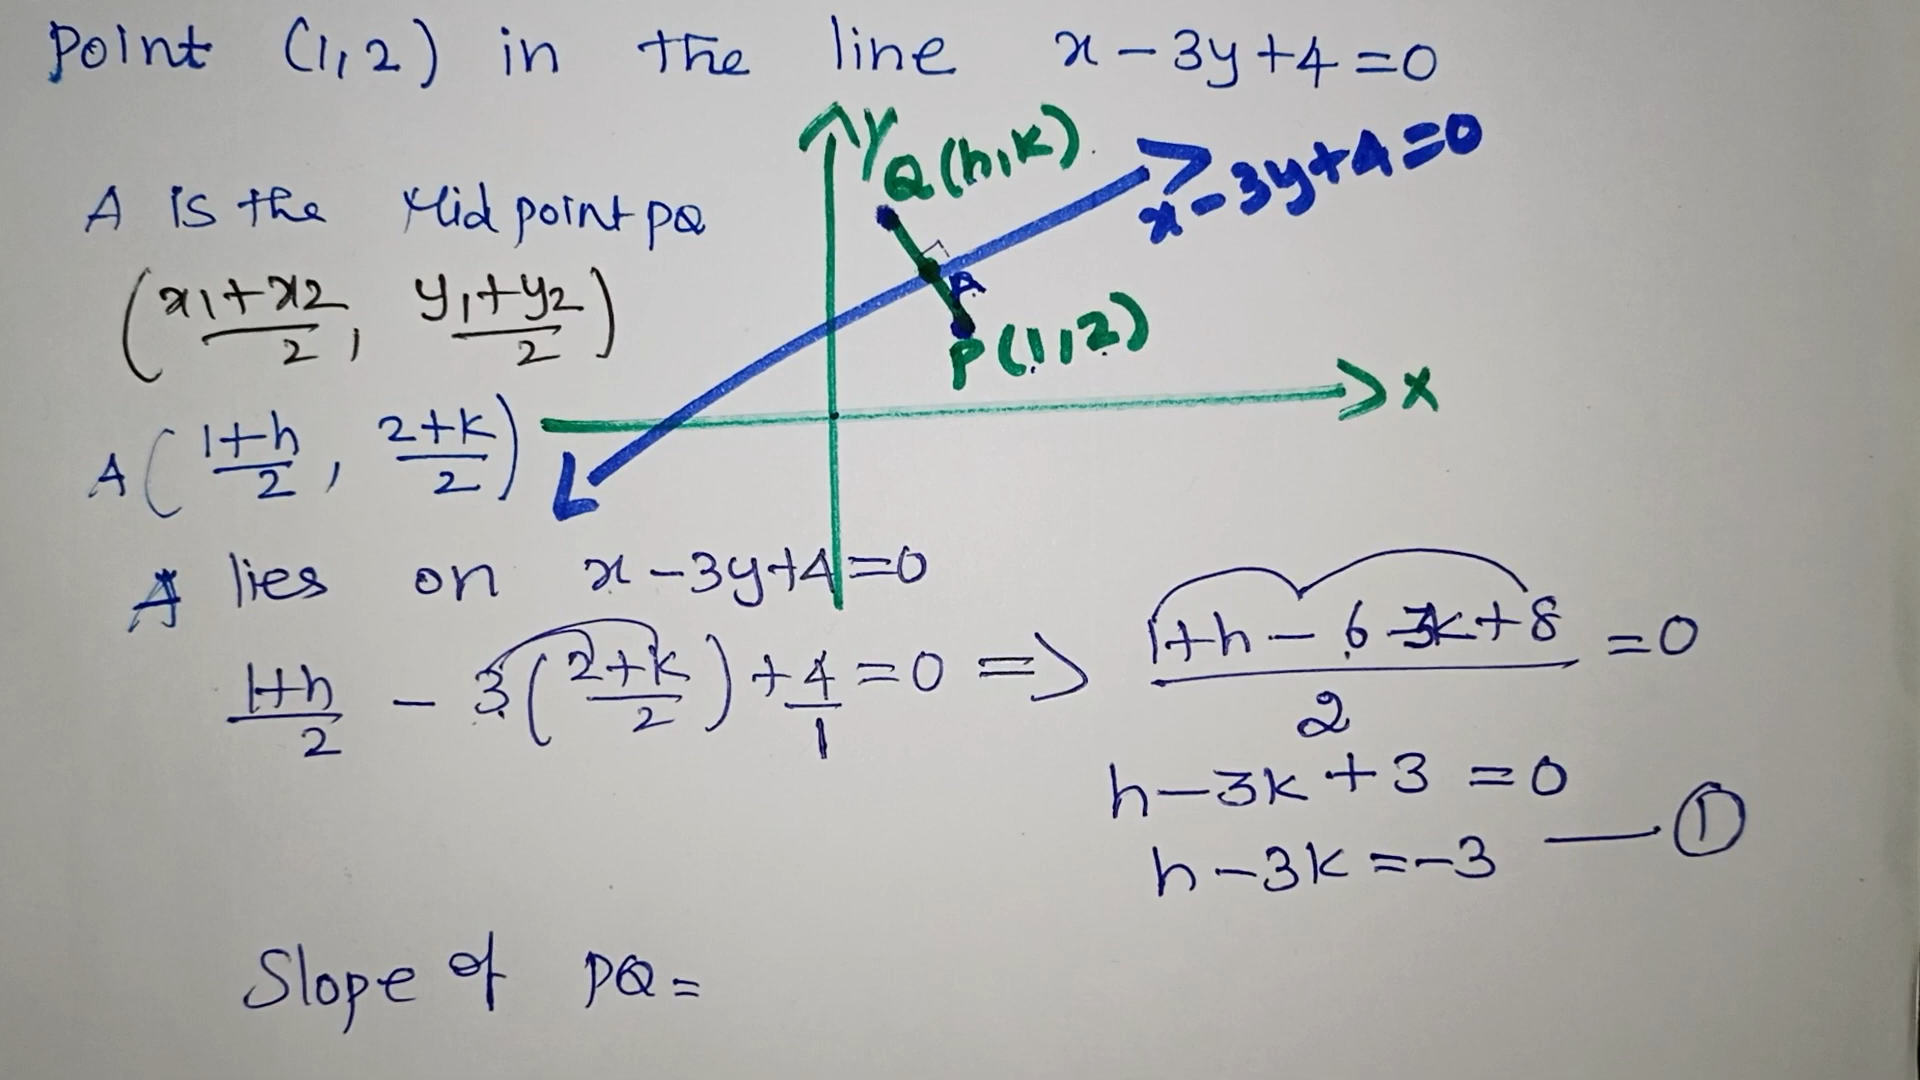 Point (1,2) in the line x-3y+4=0
Y
Q(h,k)
x-3y+4=0
A is the Mid point PQ
(x1+x2/2, y1+y2/2)
A
P(1,2)
X
A(1+h/2, 2+k/2)
A lies on x-3y+4=0
1+h/2 - 3(2+k/2)+4/1=0 => 1+h-6-3k+8/2=0
h-3k+3=0
h-3k=-3 — ①
Slope of PQ=